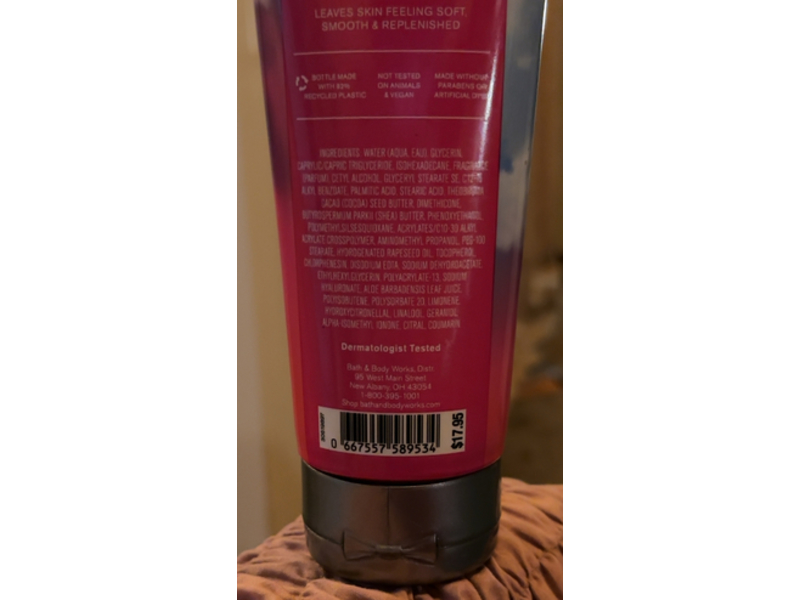 LEAVES SKIN FEELING SOFT,
SMOOTH & REPLENISHED
BOTTLE MADE
WITH
RECYCLED PLASTIC
NOT TESTED
ON ANIMALS
& VEGAN
MADE WITHOUT
PARABENS OR
ARTIFICIAL
INGREDIENTS: WATER (AQUA, EAU), GLYCERIN,
CAPRYLIC/CAPRIC TRIGLYCERIDE, ISOHEXADECANE, FRAGRANCE
(PARFUM), CETYL ALCOHOL, GLYCERYL STEARATE SE, C12-15
ALKYL BENZOATE, PALMITIC ACID, STEARIC ACID, THEOBROMA
CACAO (COCOA) SEED BUTTER, DIMETHICONE,
BUTYROSPERMUM PARKII (SHEA) BUTTER, PHENOXYETHANOL,
POLYMETHYLSILSESQUIOXANE, ACRYLATES/C10-30 ALKYL
ACRYLATE CROSSPOLYMER, AMINOMETHYL PROPANOL, PEG-100
STEARATE, HYDROGENATED RAPESEED OIL, TOCOPHEROL,
CHLORPHENESIN, DISODIUM EDTA, SODIUM DEHYDROACETATE,
ETHYLHEXYLGLYCERIN, POLYACRYLATE-13, SODIUM
HYALURONATE, ALOE BARBADENSIS LEAF JUICE,
POLYISOBUTENE, POLYSORBATE 20, LIMONENE,
HYDROXYCITRONELLAL, LINALOOL, GERANIOL,
ALPHA-ISOMETHYL IONONE, CITRAL, COUMARIN.
Dermatologist Tested
Bath & Body Works, Distr.
95 West Main Street
New Albany, OH 43054
1-800-395-1001
Shop bathandbodyworks.com
0 667557 589534
$17.95